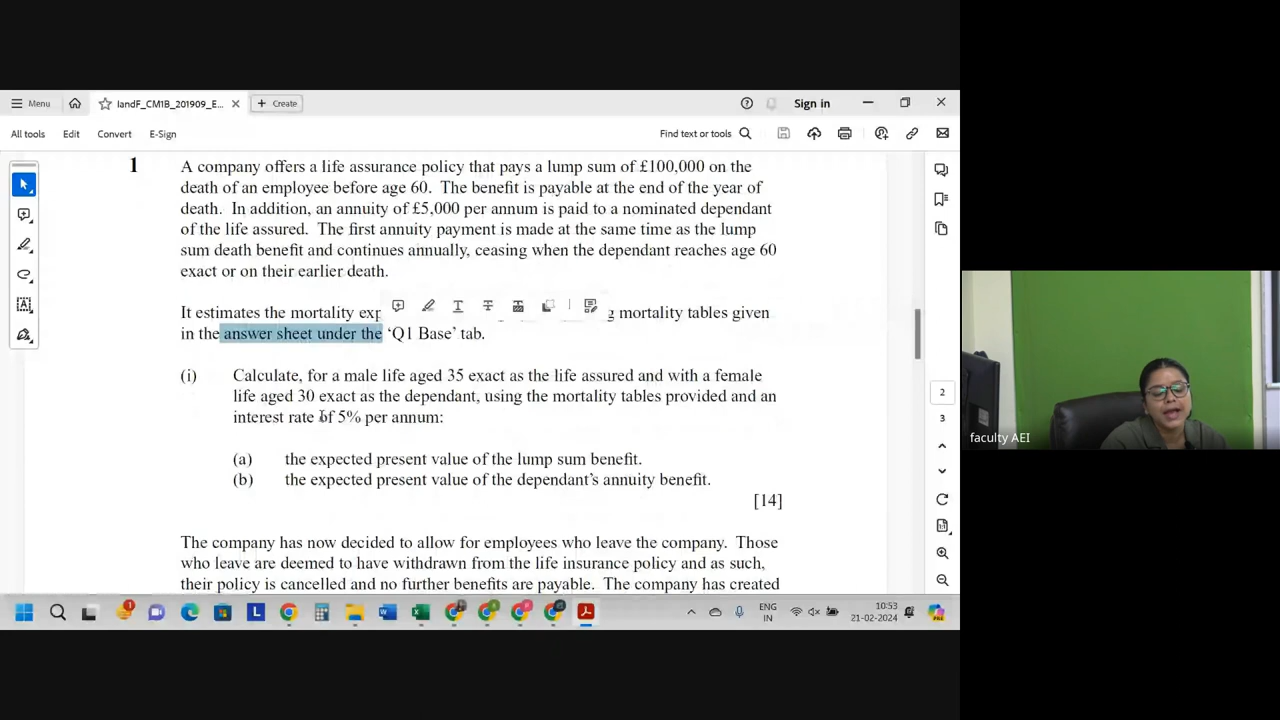 Menu
IandF_CM1B_201909_E...
Create
Sign in
All tools
Edit
Convert
E-Sign
Find text or tools
1
A company offers a life assurance policy that pays a lump sum of £100,000 on the
death of an employee before age 60. The benefit is payable at the end of the year of
death. In addition, an annuity of £5,000 per annum is paid to a nominated dependant
of the life assured. The first annuity payment is made at the same time as the lump
sum death benefit and continues annually, ceasing when the dependant reaches age 60
exact or on their earlier death.
It estimates the mortality exp
g mortality tables given
in the answer sheet under the ‘Q1 Base’ tab.
(i) Calculate, for a male life aged 35 exact as the life assured and with a female
life aged 30 exact as the dependant, using the mortality tables provided and an
interest rate of 5% per annum:
(a) the expected present value of the lump sum benefit.
(b) the expected present value of the dependant’s annuity benefit.
[14]
The company has now decided to allow for employees who leave the company. Those
who leave are deemed to have withdrawn from the life insurance policy and as such,
their policy is cancelled and no further benefits are payable. The company has created
2
3
faculty AEI
ENG
IN
10:53
21-02-2024